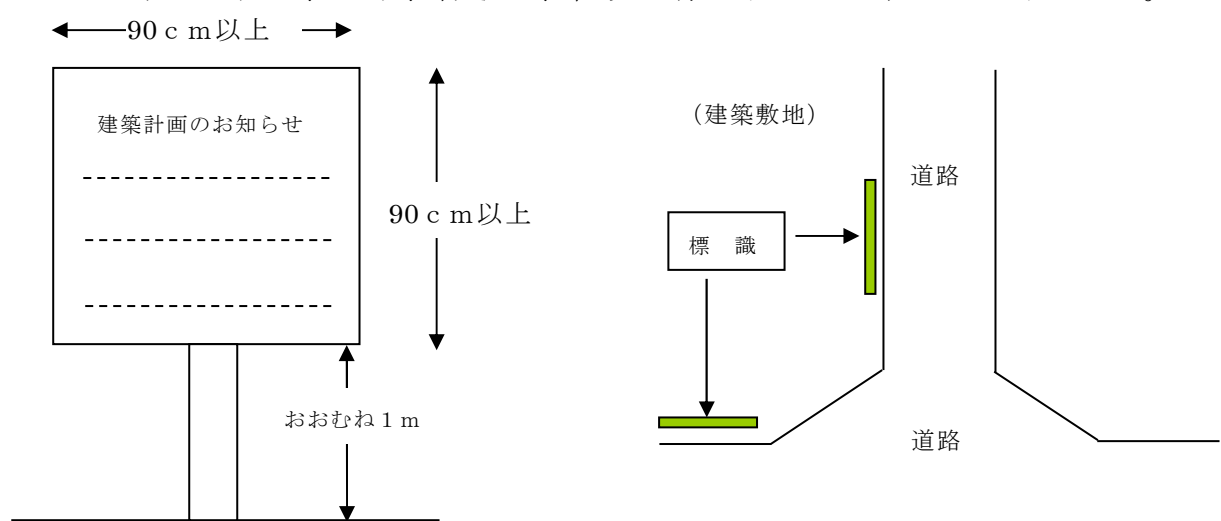 90ｃｍ以上
建築計画のお知らせ
90ｃｍ以上
おおむね１ｍ
（建築敷地）
道路
標　識
道路